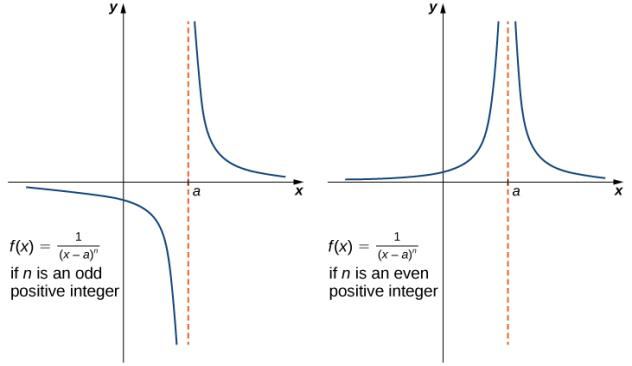 y
x
a
f(x) = 1/(x – a)ⁿ
if n is an odd
positive integer
y
x
a
f(x) = 1/(x – a)ⁿ
if n is an even
positive integer